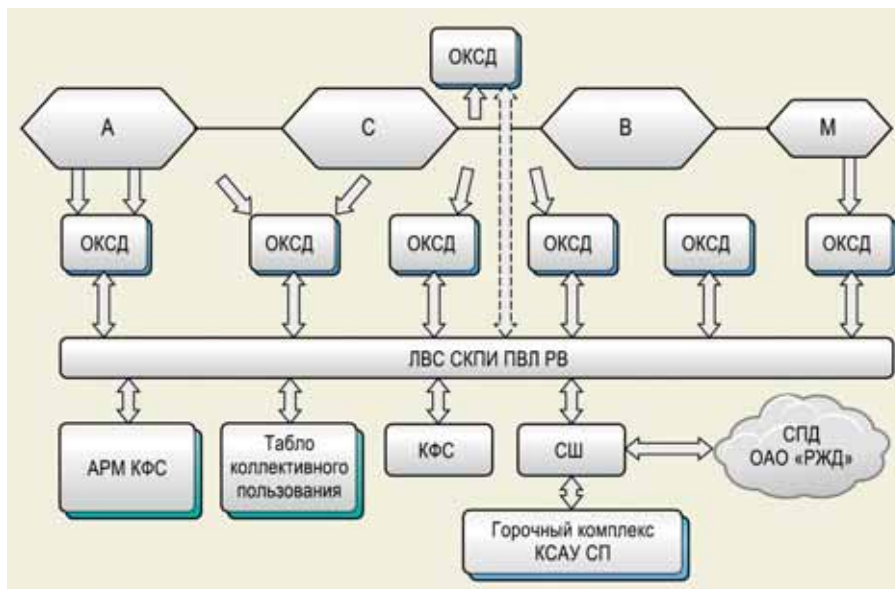 ОКСД
А
С
В
М
ОКСД
ОКСД
ОКСД
ОКСД
ОКСД
ОКСД
ЛВС СКПИ ПВЛ РВ
АРМ КФС
Табло
коллективного
пользования
КФС
СШ
СПД
ОАО «РЖД»
Горочный комплекс
КСАУ СП